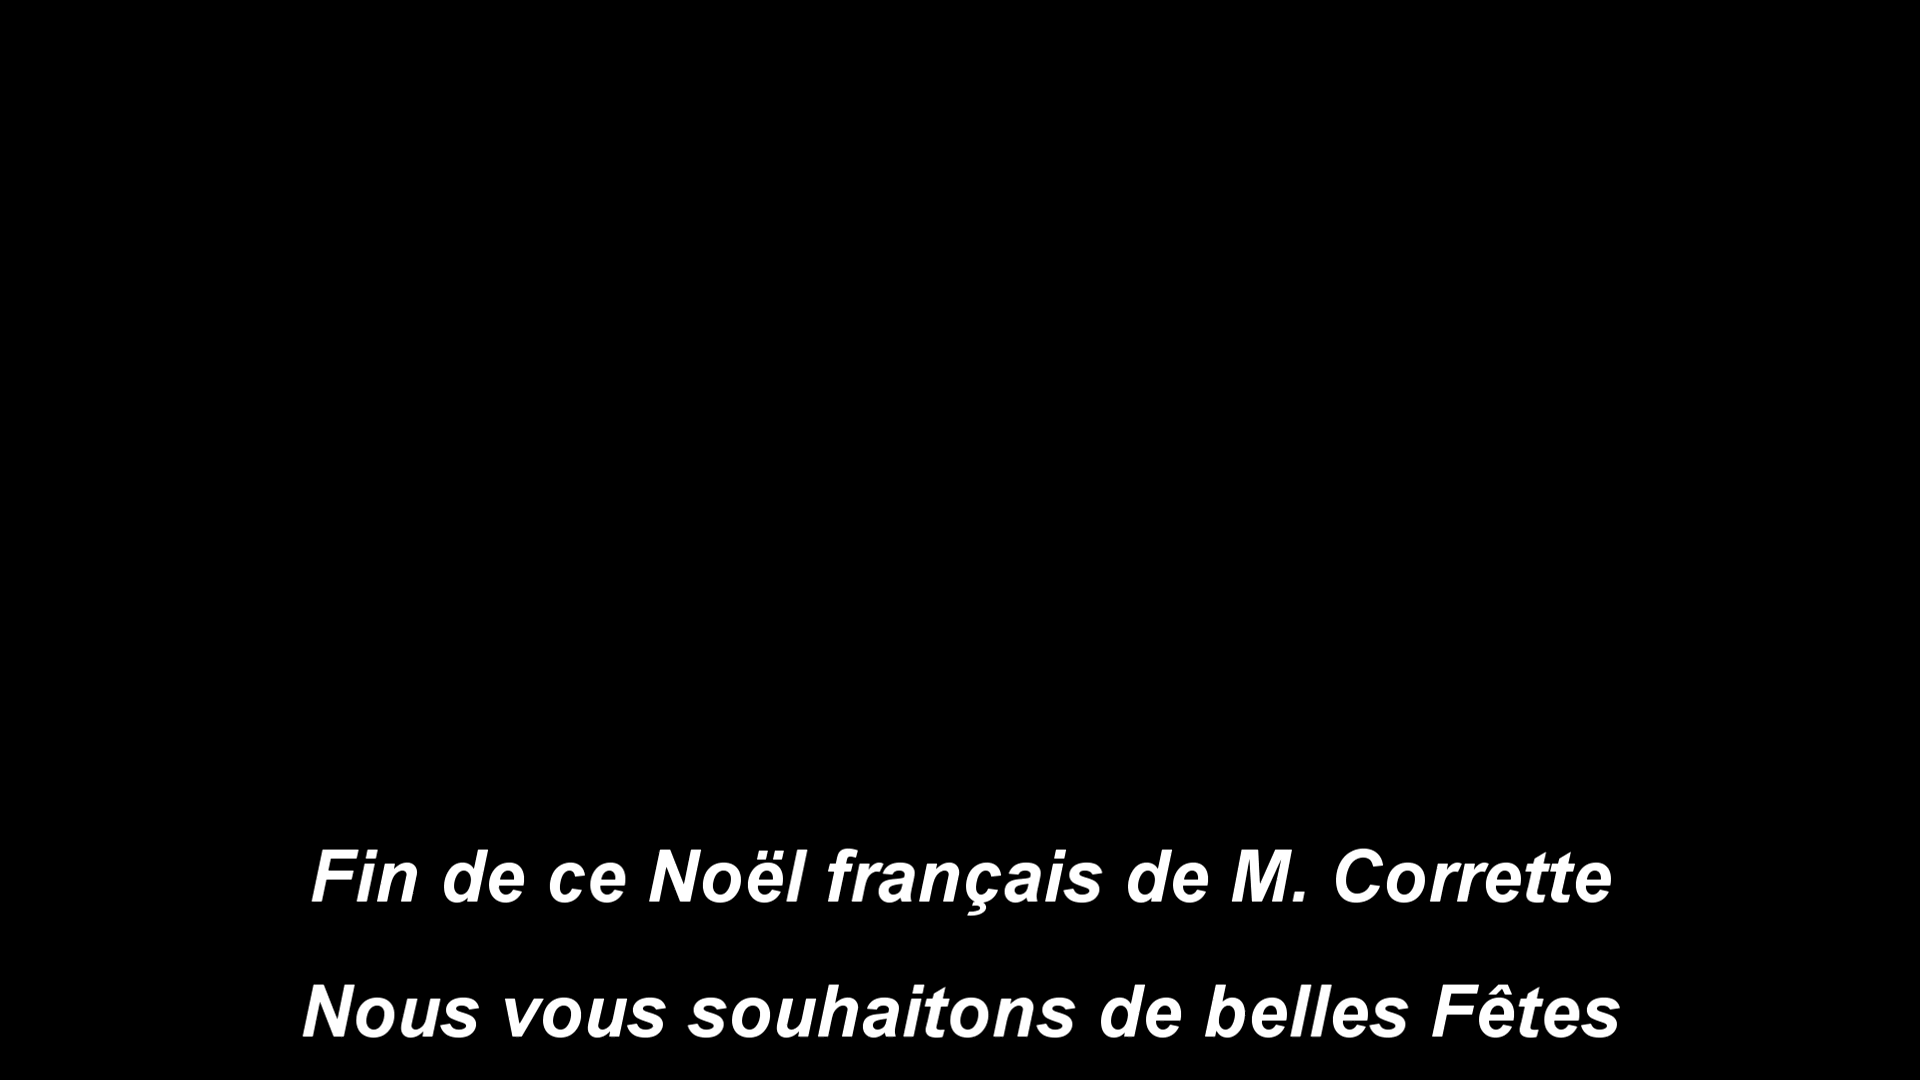 Fin de ce Noël français de M. Corrette
Nous vous souhaitons de belles Fêtes